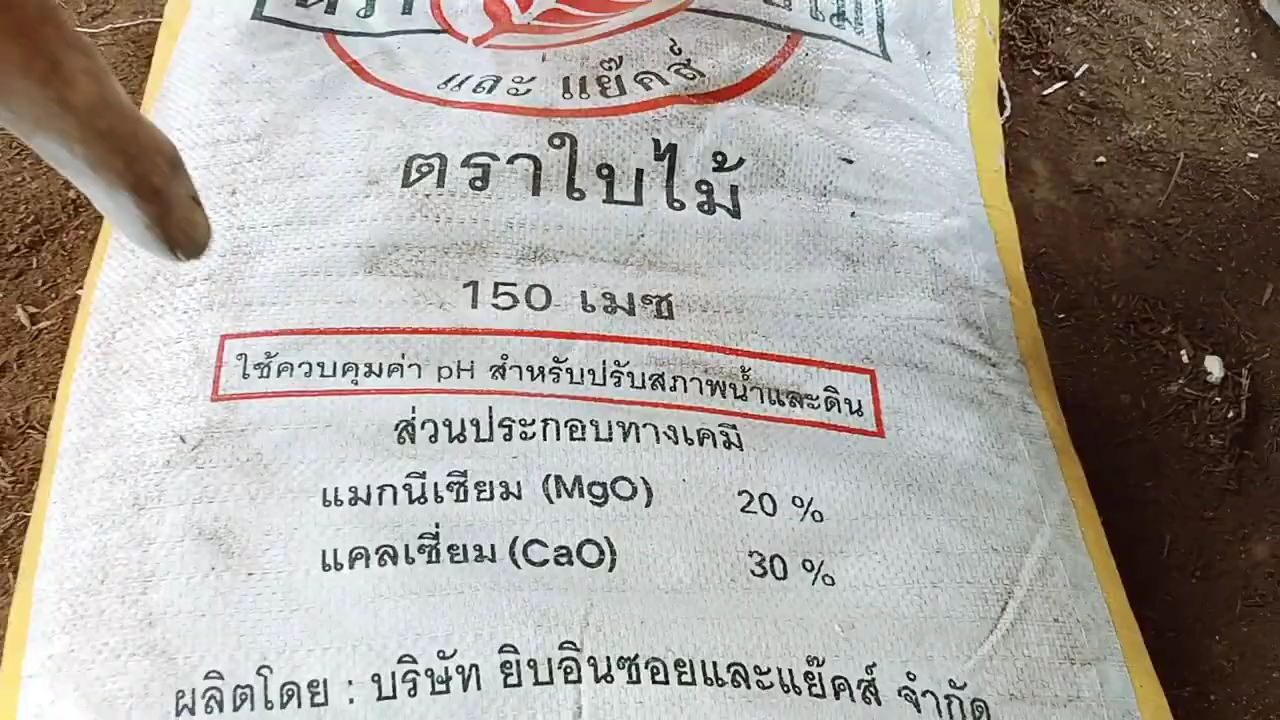 และ แย๊คส์
ตราใบไม้
150 เมซ
ใช้ควบคุมค่า pH สำหรับปรับสภาพน้ำและดิน
ส่วนประกอบทางเคมี
แมกนีเซียม (MgO) 20 %
แคลเซี่ยม (CaO) 30 %
ผลิตโดย : บริษัท ยิบอินซอยและแย๊คส์ จำกัด